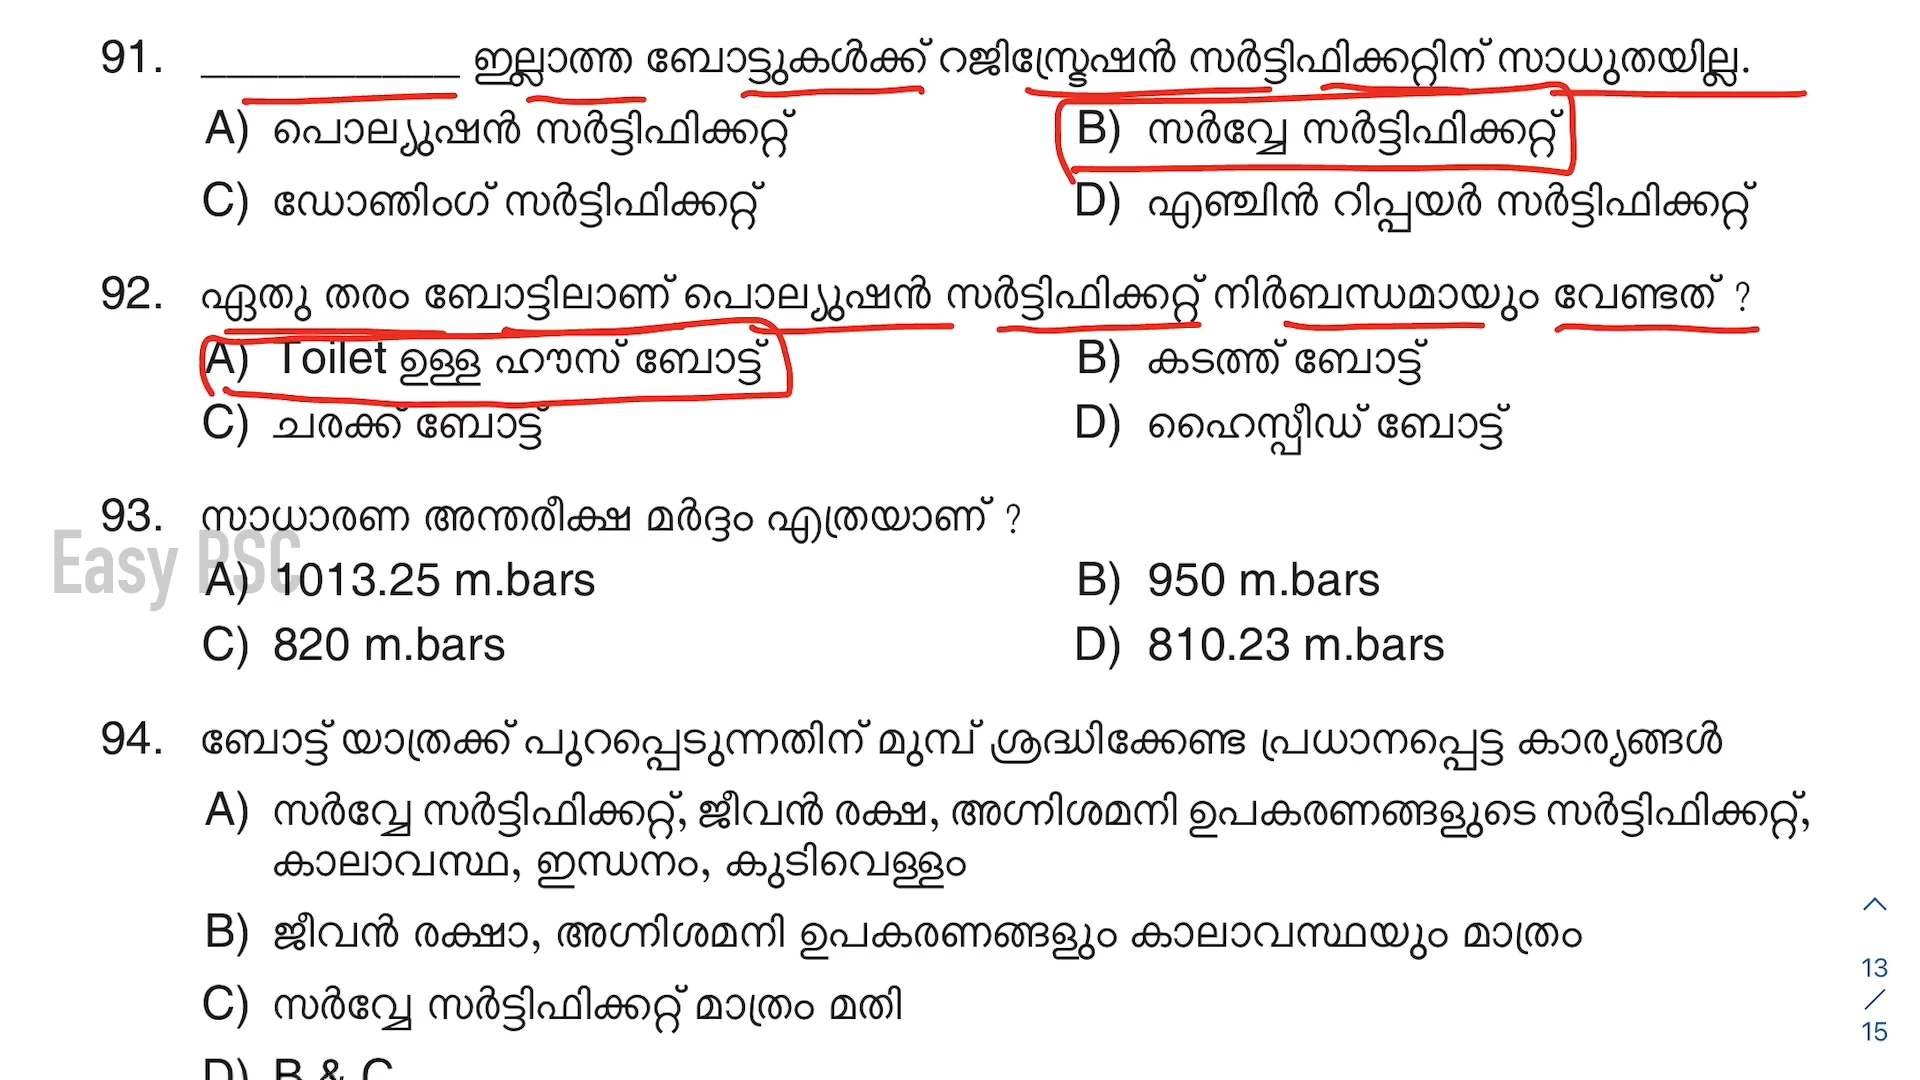 91. ___________ ഇല്ലാത്ത ബോട്ടുകൾക്ക് റജിസ്ട്രേഷൻ സർട്ടിഫിക്കറ്റിന് സാധുതയില്ല.
A) പൊല്യുഷൻ സർട്ടിഫിക്കറ്റ് B) സർവ്വേ സർട്ടിഫിക്കറ്റ്
C) ഡോഞിംഗ് സർട്ടിഫിക്കറ്റ് D) എഞ്ചിൻ റിപ്പയർ സർട്ടിഫിക്കറ്റ്
92. ഏതു തരം ബോട്ടിലാണ് പൊല്യുഷൻ സർട്ടിഫിക്കറ്റ് നിർബന്ധമായും വേണ്ടത് ?
A) Toilet ഉള്ള ഹൗസ് ബോട്ട് B) കടത്ത് ബോട്ട്
C) ചരക്ക് ബോട്ട് D) ഹൈസ്പീഡ് ബോട്ട്
93. സാധാരണ അന്തരീക്ഷ മർദ്ദം എത്രയാണ് ?
Easy PSC
A) 1013.25 m.bars B) 950 m.bars
C) 820 m.bars D) 810.23 m.bars
94. ബോട്ട് യാത്രക്ക് പുറപ്പെടുന്നതിന് മുമ്പ് ശ്രദ്ധിക്കേണ്ട പ്രധാനപ്പെട്ട കാര്യങ്ങൾ
A) സർവ്വേ സർട്ടിഫിക്കറ്റ്, ജീവൻ രക്ഷ, അഗ്നിശമനി ഉപകരണങ്ങളുടെ സർട്ടിഫിക്കറ്റ്,
കാലാവസ്ഥ, ഇന്ധനം, കുടിവെള്ളം
B) ജീവൻ രക്ഷാ, അഗ്നിശമനി ഉപകരണങ്ങളും കാലാവസ്ഥയും മാത്രം
C) സർവ്വേ സർട്ടിഫിക്കറ്റ് മാത്രം മതി
D) B & C
13
/
15